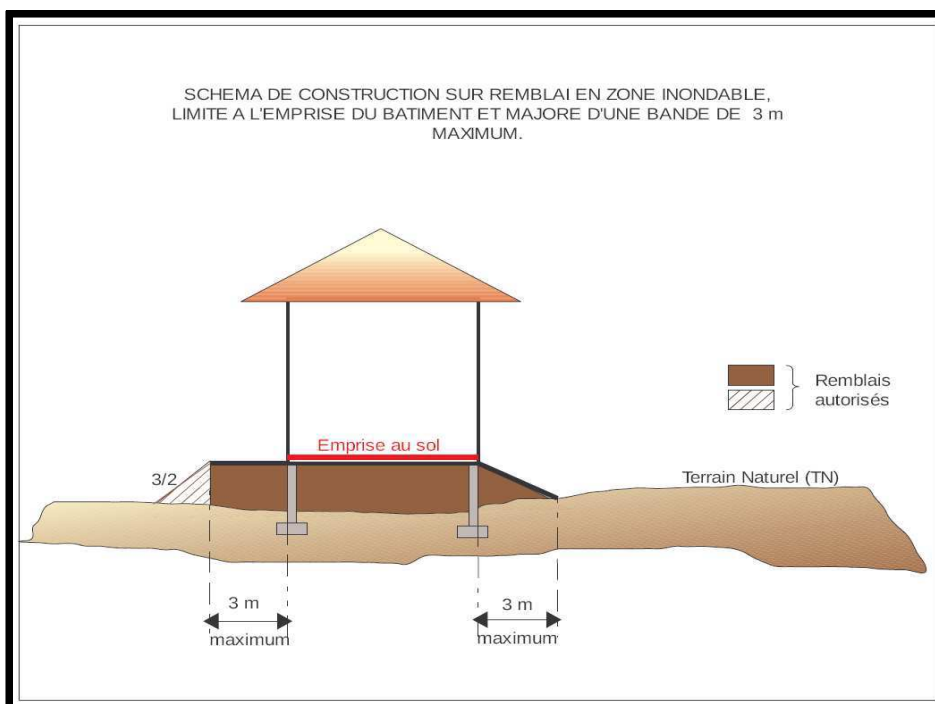 SCHEMA DE CONSTRUCTION SUR REMBLAI EN ZONE INONDABLE,
LIMITE A L'EMPRISE DU BATIMENT ET MAJORE D'UNE BANDE DE 3 m
MAXIMUM.
Remblais
autorisés
Emprise au sol
3/2
Terrain Naturel (TN)
3 m
maximum
3 m
maximum